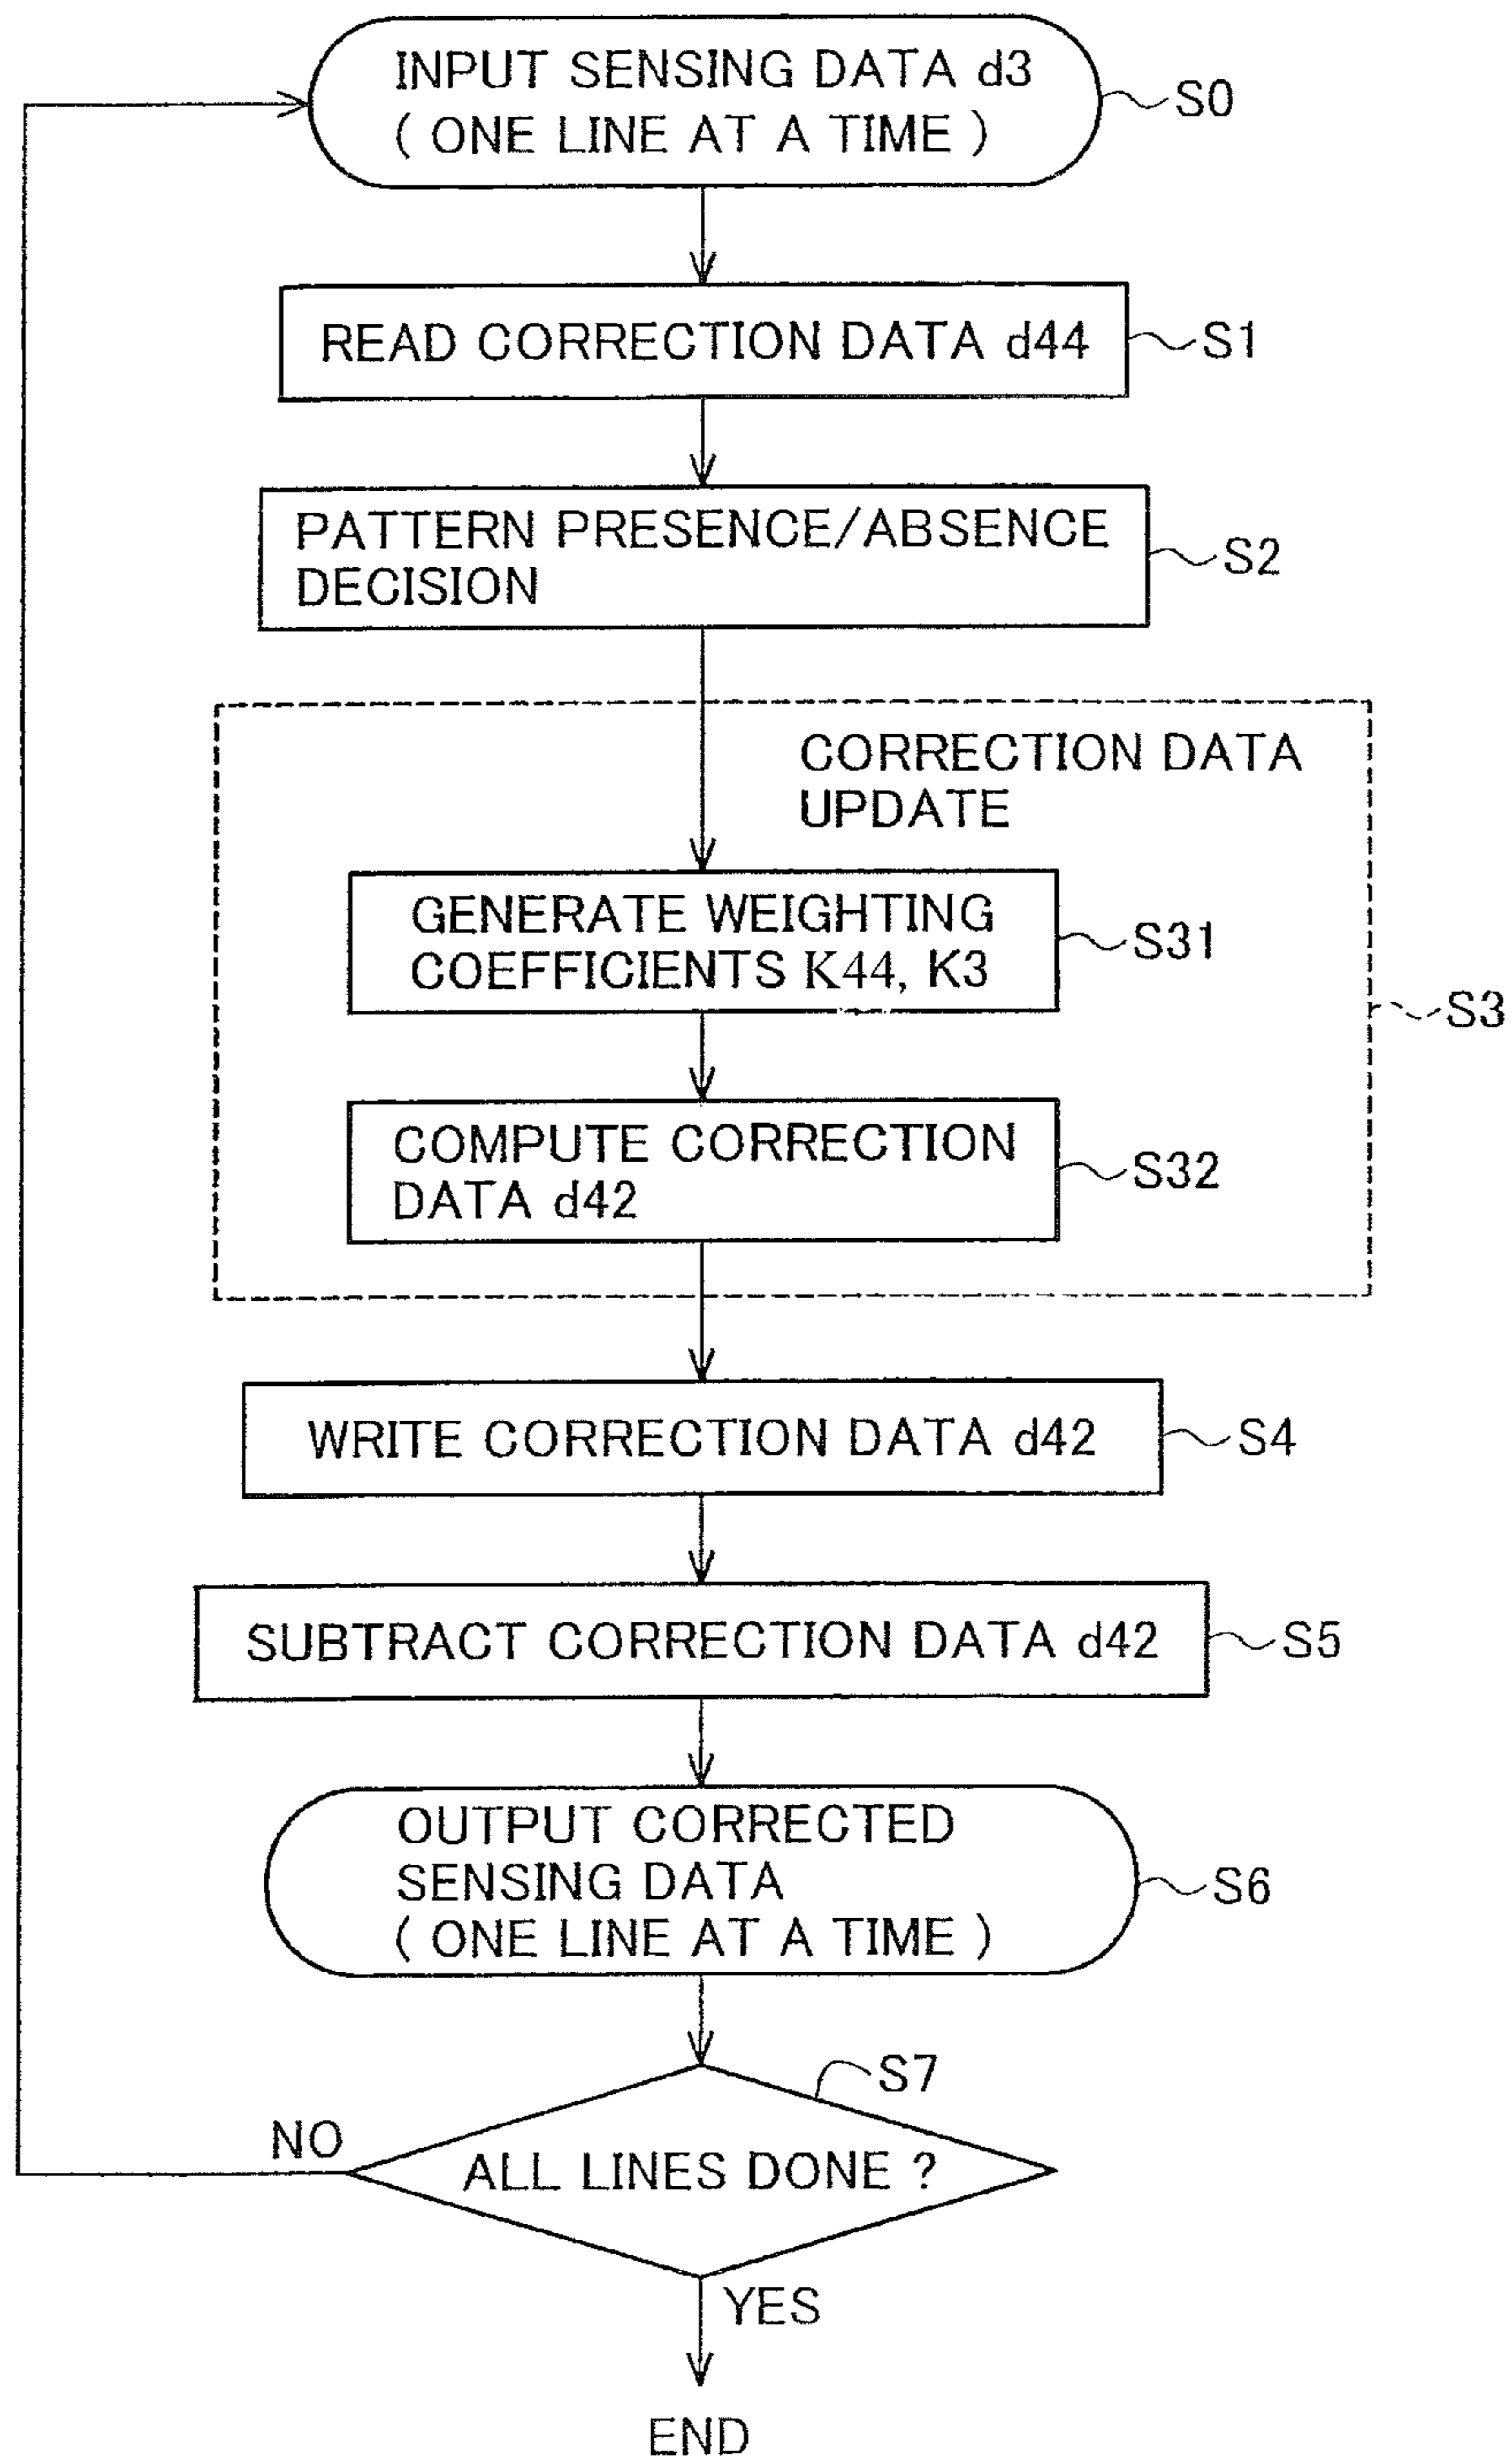 INPUT SENSING DATA d3
( ONE LINE AT A TIME )
S0
READ CORRECTION DATA d44
S1
PATTERN PRESENCE/ABSENCE
DECISION
S2
CORRECTION DATA
UPDATE
GENERATE WEIGHTING
COEFFICIENTS K44, K3
S31
S3
COMPUTE CORRECTION
DATA d42
S32
WRITE CORRECTION DATA d42
S4
SUBTRACT CORRECTION DATA d42
S5
OUTPUT CORRECTED
SENSING DATA
( ONE LINE AT A TIME )
S6
S7
NO
ALL LINES DONE ?
YES
END